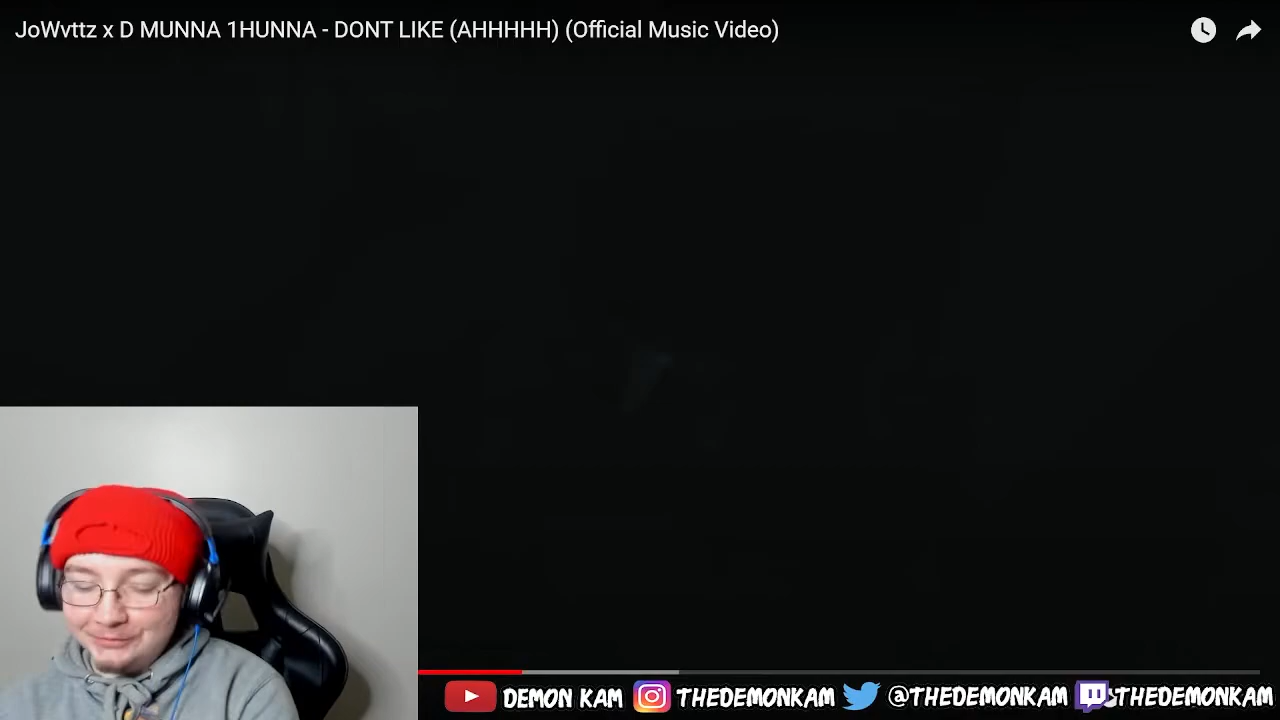 JoWvttz x D MUNNA 1HUNNA - DONT LIKE (AHHHHH) (Official Music Video)
DEMON KAM THEDEMONKAM @THEDEMONKAM THEDEMONKAM